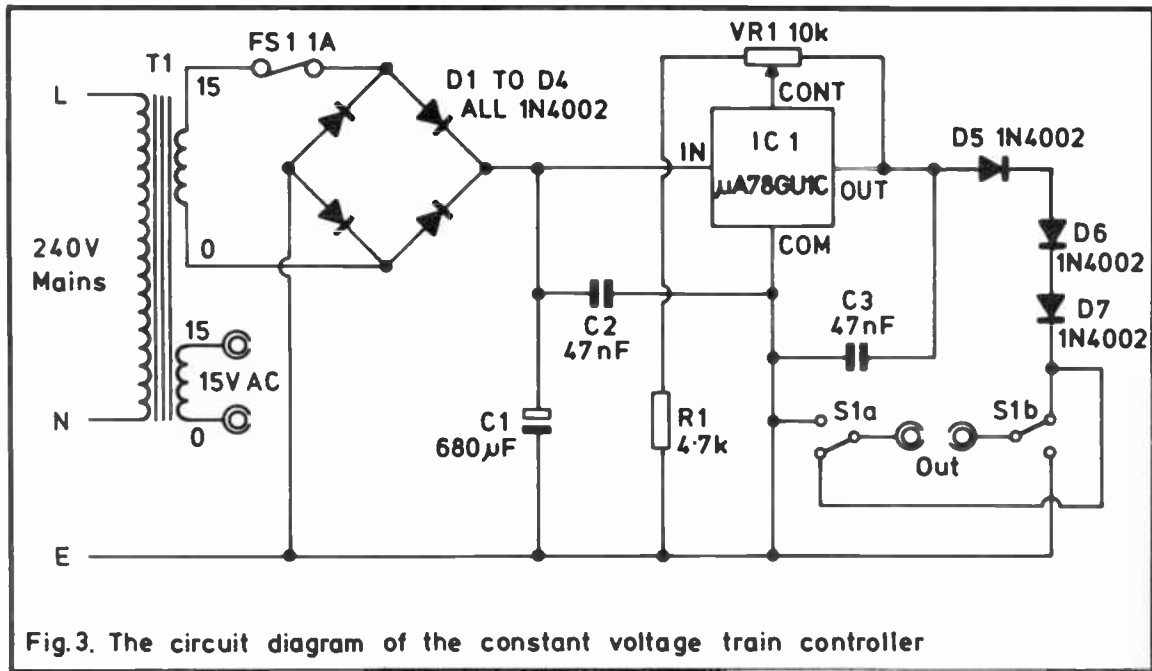 FS1 1A
T1
15
L
D1 TO D4
ALL 1N4002
VR1 10k
CONT
IC 1
µA78GU1C
IN
OUT
COM
D5 1N4002
D6
1N4002
D7
1N4002
0
240V
Mains
15
15V AC
0
N
C2
47nF
C3
47nF
C1
680µF
R1
4·7k
S1a
S1b
Out
E
Fig.3. The circuit diagram of the constant voltage train controller